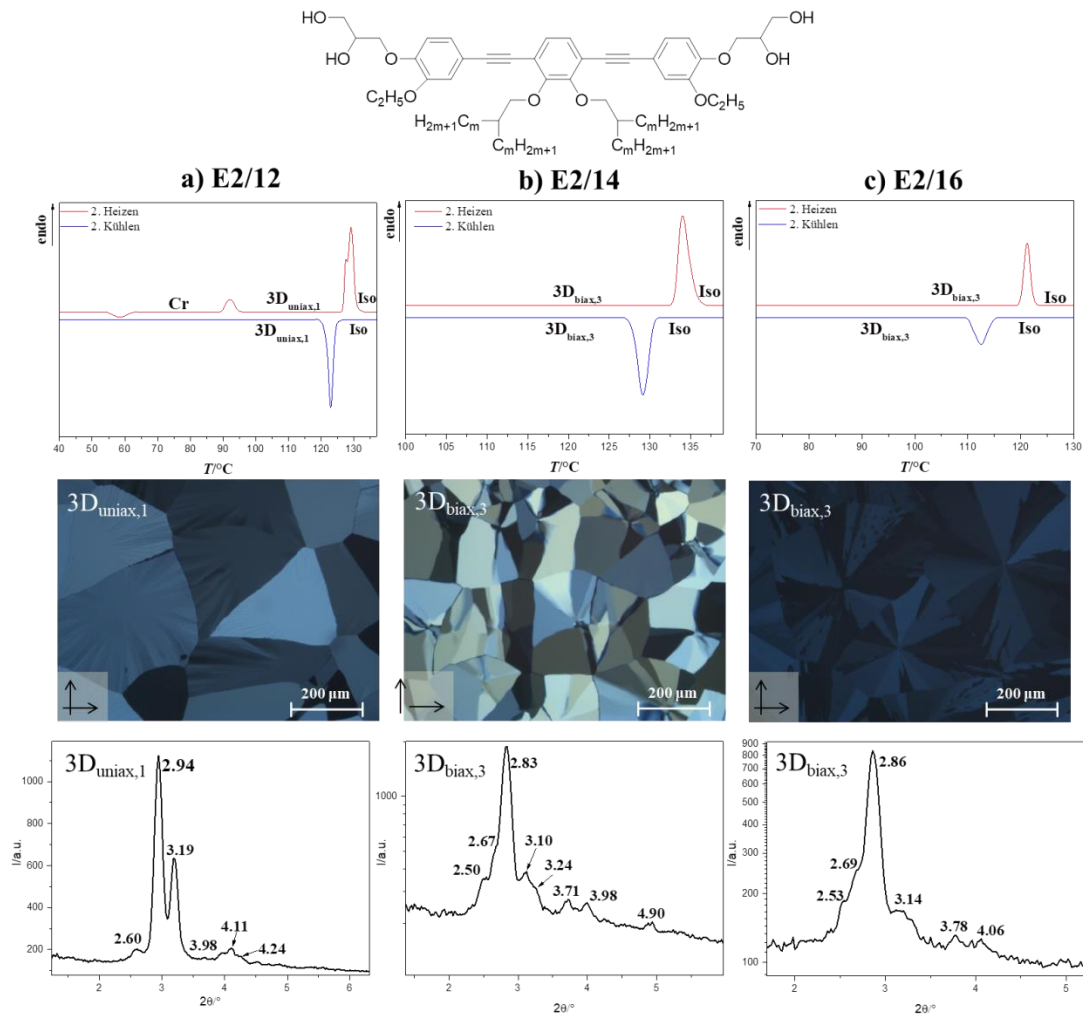 HO
OH
OH
HO
O
O
O
O
O
O
C2H5
C2H5
H2m+1Cm
CmH2m+1
CmH2m+1
CmH2m+1
a) E2/12
b) E2/14
c) E2/16
endo
2. Heizen
2. Kühlen
Cr
3Duniax,1
Iso
3Duniax,1
Iso
40 50 60 70 80 90 100 110 120 130
T/°C
endo
2. Heizen
2. Kühlen
3Dbiax,3
Iso
3Dbiax,3
Iso
100 105 110 115 120 125 130 135
T/°C
endo
2. Heizen
2. Kühlen
3Dbiax,3
Iso
3Dbiax,3
Iso
70 80 90 100 110 120 130
T/°C
3Duniax,1
200 µm
3Dbiax,3
200 µm
3Dbiax,3
200 µm
3Duniax,1
2.94
3.19
2.60
3.98
4.11
4.24
I/a.u.
1000
800
600
400
200
2 3 4 5 6
2θ/°
3Dbiax,3
2.83
2.67
2.50
3.10
3.24
3.71
3.98
4.90
I/a.u.
1000
2 3 4 5
2θ/°
3Dbiax,3
2.86
2.69
2.53
3.14
3.78
4.06
I/a.u.
900
800
700
600
500
400
300
200
100
2 3 4 5
2θ/°